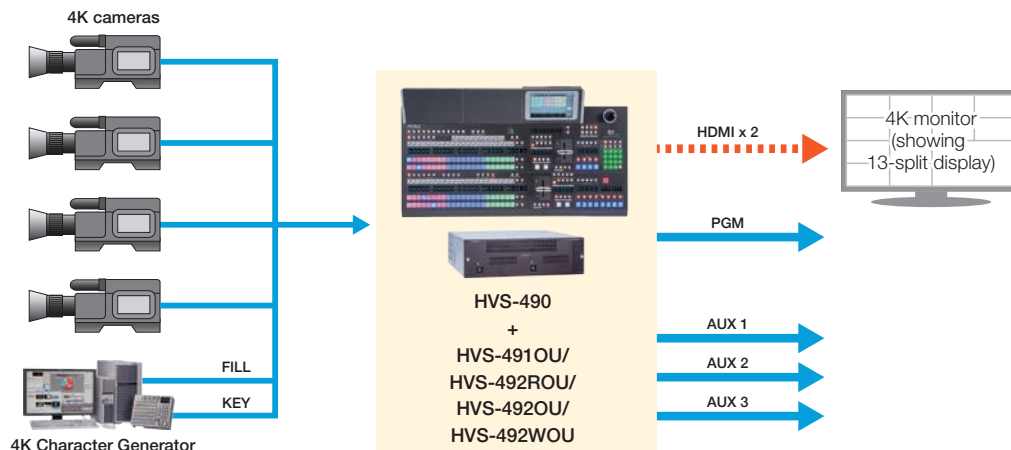 4K cameras
FILL
KEY
4K Character Generator
HVS-490
+
HVS-491OU/
HVS-492ROU/
HVS-492OU/
HVS-492WOU
HDMI x 2
PGM
AUX 1
AUX 2
AUX 3
4K monitor
(showing
13-split display)